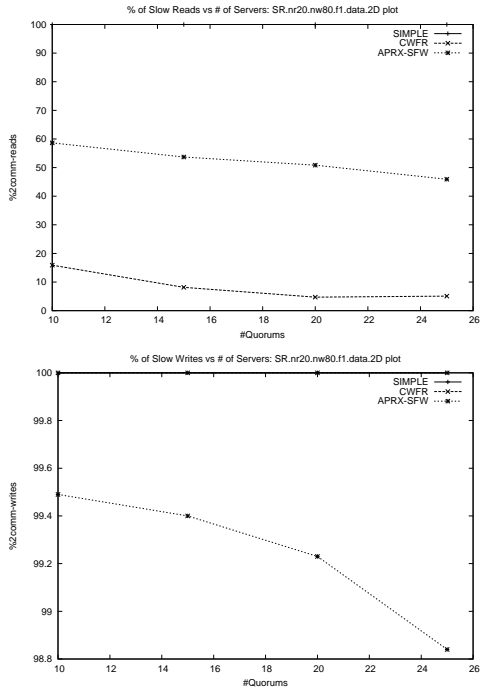 % of Slow Reads vs # of Servers: SR.nr20.nw80.f1.data.2D plot
SIMPLE
CWFR
APRX-SFW
100
90
80
70
60
50
40
30
20
10
0
%2comm-reads
10 12 14 16 18 20 22 24 26
#Quorums
% of Slow Writes vs # of Servers: SR.nr20.nw80.f1.data.2D plot
SIMPLE
CWFR
APRX-SFW
100
99.8
99.6
99.4
99.2
99
98.8
%2comm-writes
10 12 14 16 18 20 22 24 26
#Quorums